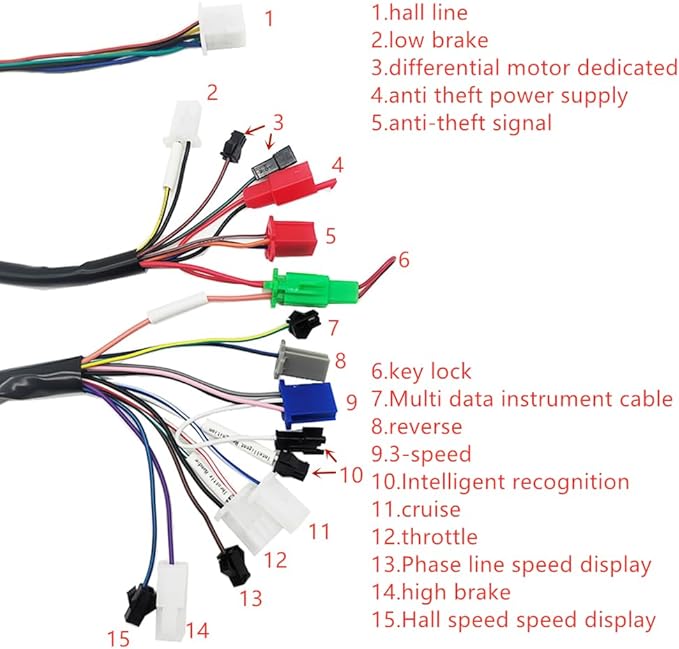 1.hall line
2.low brake
3.differential motor dedicated
4.anti theft power supply
5.anti-theft signal
1
2
3
4
5
6
6.key lock
7.Multi data instrument cable
8.reverse
9.3-speed
10.Intelligent recognition
11.cruise
12.throttle
13.Phase line speed display
14.high brake
15.Hall speed speed display
7
8
9
10
11
12
13
14
15